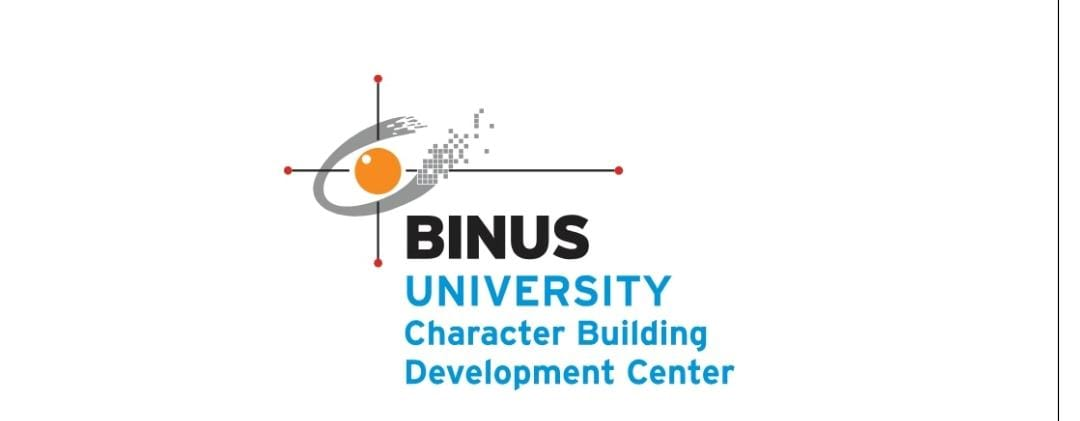 BINUS
UNIVERSITY
Character Building
Development Center